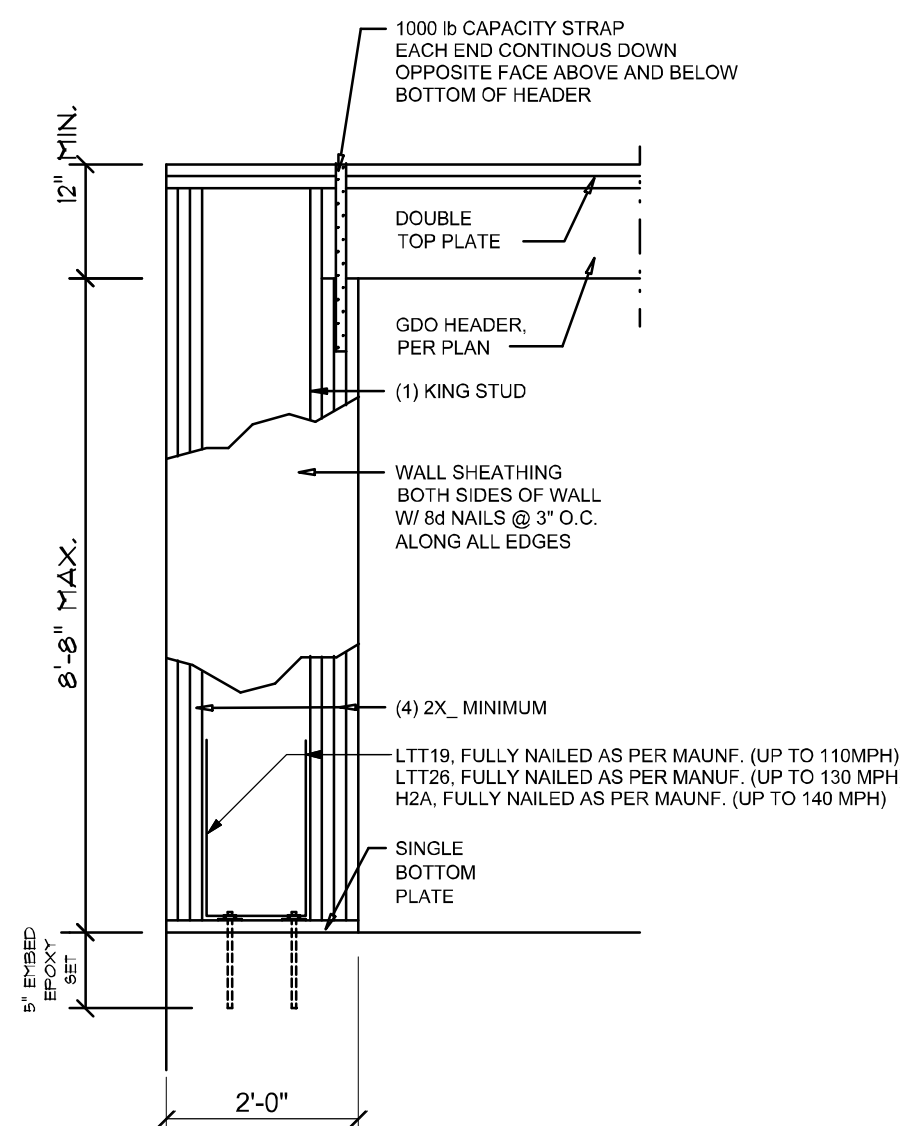 1000 lb CAPACITY STRAP
EACH END CONTINOUS DOWN
OPPOSITE FACE ABOVE AND BELOW
BOTTOM OF HEADER
12" MIN.
DOUBLE
TOP PLATE
GDO HEADER,
PER PLAN
(1) KING STUD
WALL SHEATHING
BOTH SIDES OF WALL
W/ 8d NAILS @ 3" O.C.
ALONG ALL EDGES
8'-8" MAX.
(4) 2X_ MINIMUM
LTT19, FULLY NAILED AS PER MAUNF. (UP TO 110MPH)
LTT26, FULLY NAILED AS PER MANUF. (UP TO 130 MPH
H2A, FULLY NAILED AS PER MAUNF. (UP TO 140 MPH)
SINGLE
BOTTOM
PLATE
5" EMBED
EPOXY
SET
2'-0"